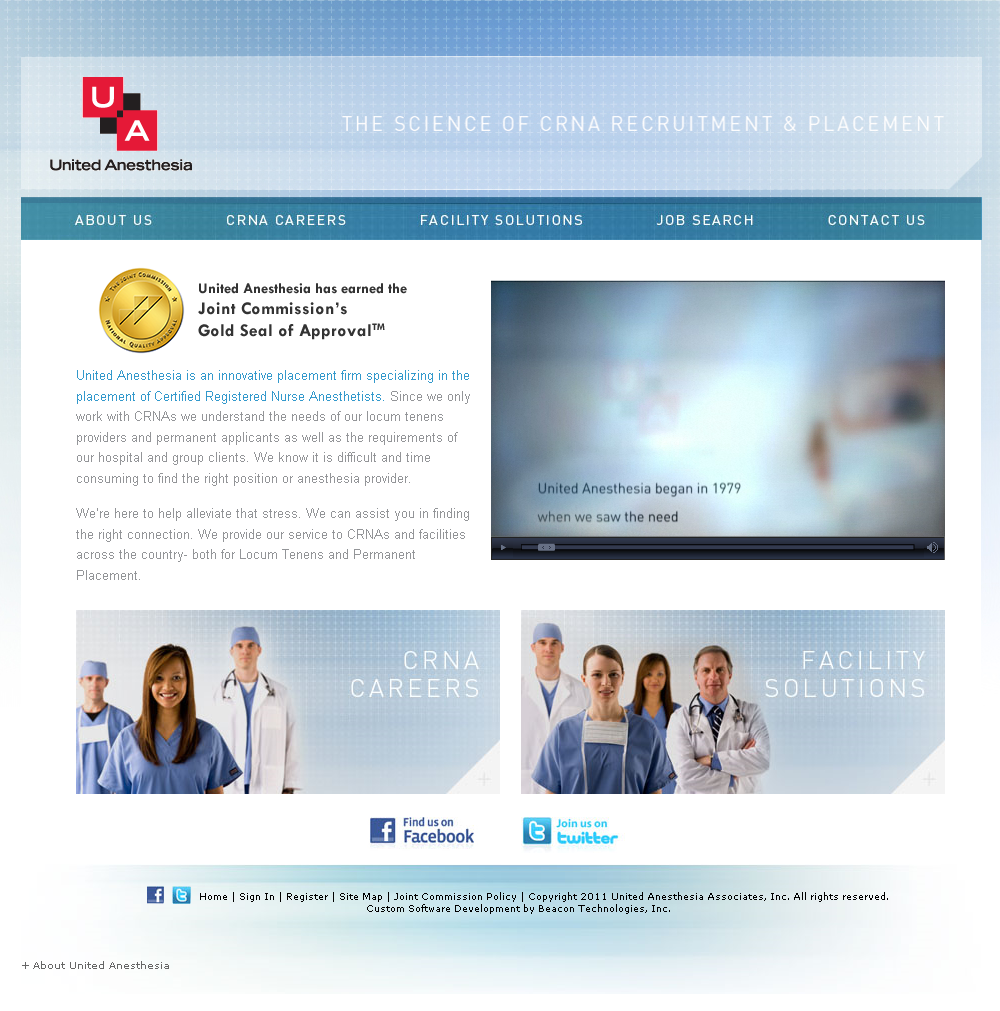 U
A
United Anesthesia
THE SCIENCE OF CRNA RECRUITMENT & PLACEMENT
ABOUT US
CRNA CAREERS
FACILITY SOLUTIONS
JOB SEARCH
CONTACT US
THE JOINT COMMISSION
NATIONAL QUALITY APPROVAL
United Anesthesia has earned the
Joint Commission's
Gold Seal of Approval™
United Anesthesia is an innovative placement firm specializing in the
placement of Certified Registered Nurse Anesthetists. Since we only
work with CRNAs we understand the needs of our locum tenens
providers and permanent applicants as well as the requirements of
our hospital and group clients. We know it is difficult and time
consuming to find the right position or anesthesia provider.
We're here to help alleviate that stress. We can assist you in finding
the right connection. We provide our service to CRNAs and facilities
across the country- both for Locum Tenens and Permanent
Placement.
United Anesthesia began in 1979
when we saw the need
CRNA
CAREERS
+
FACILITY
SOLUTIONS
+
Find us on
Facebook
Join us on
twitter
Home | Sign In | Register | Site Map | Joint Commission Policy | Copyright 2011 United Anesthesia Associates, Inc. All rights reserved.
Custom Software Development by Beacon Technologies, Inc.
+ About United Anesthesia